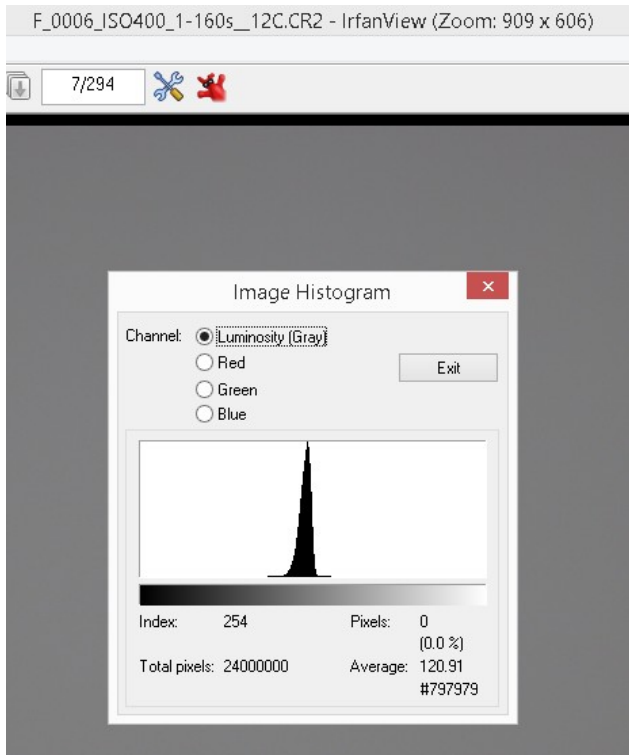 F_0006_ISO400_1-160s__12C.CR2 - IrfanView (Zoom: 909 x 606)
7/294
Image Histogram
Channel:
Luminosity (Gray)
Red
Exit
Green
Blue
Index: 254 Pixels: 0
(0.0 %)
Total pixels: 24000000 Average: 120.91
#797979